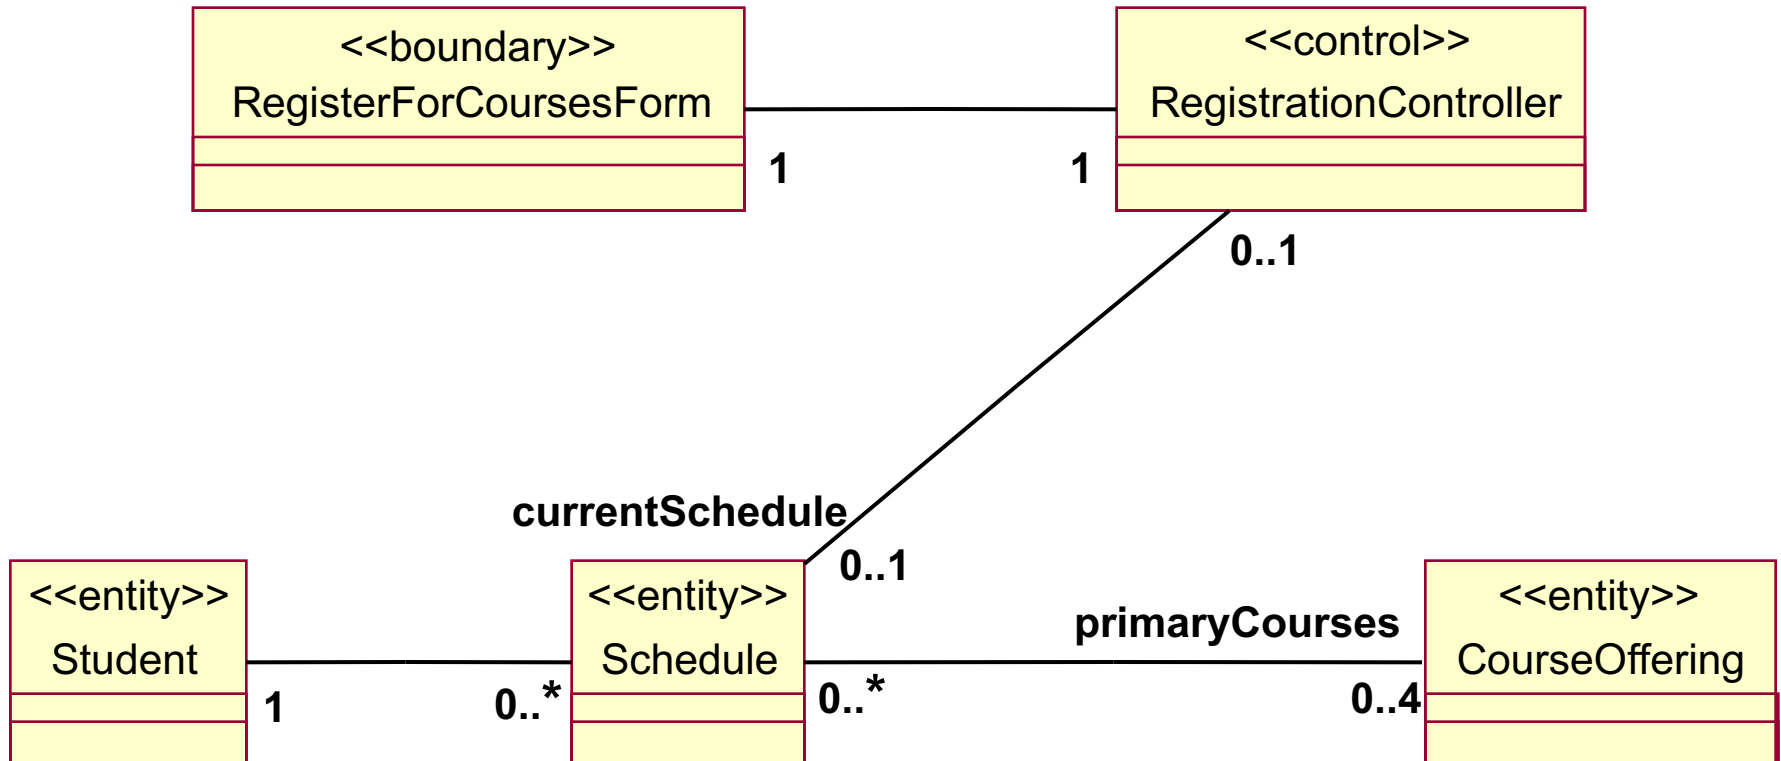 <<boundary>>
RegisterForCoursesForm
<<control>>
RegistrationController
1
1
0..1
currentSchedule
0..1
<<entity>>
Student
<<entity>>
Schedule
primaryCourses
<<entity>>
CourseOffering
1
0..*
0..*
0..4